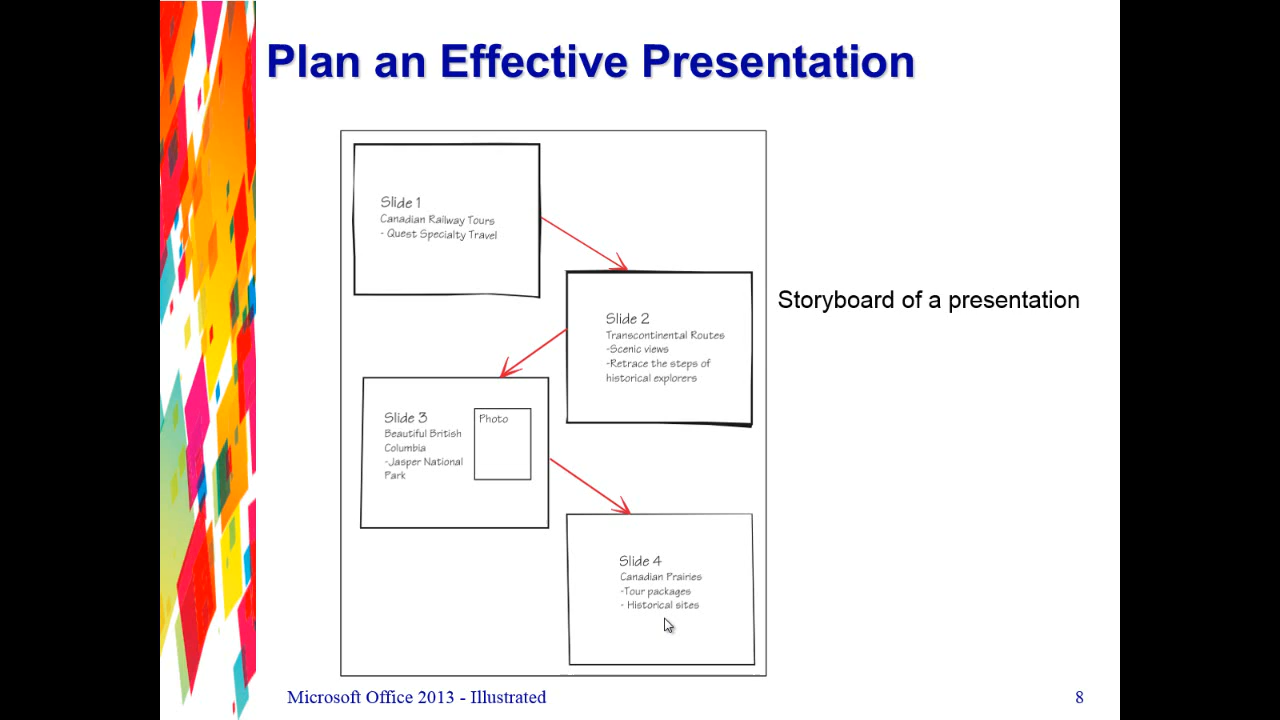 Plan an Effective Presentation
Slide 1
Canadian Railway Tours
- Quest Specialty Travel
Storyboard of a presentation
Slide 2
Transcontinental Routes
-Scenic views
-Retrace the steps of
historical explorers
Slide 3
Beautiful British
Columbia
-Jasper National
Park
Photo
Slide 4
Canadian Prairies
-Tour packages
- Historical sites
Microsoft Office 2013 - Illustrated
8